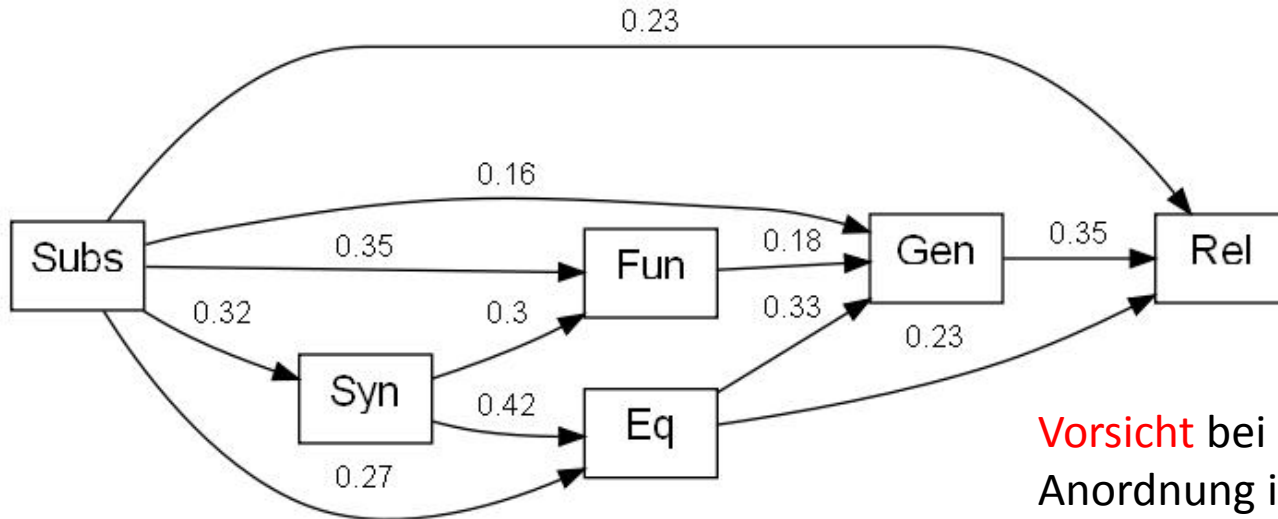 0.23
0.16
Subs
0.35
Fun
0.18
Gen
0.35
Rel
0.32
0.3
0.33
0.23
Syn
0.42
Eq
0.27
Vorsicht bei
Anordnung i